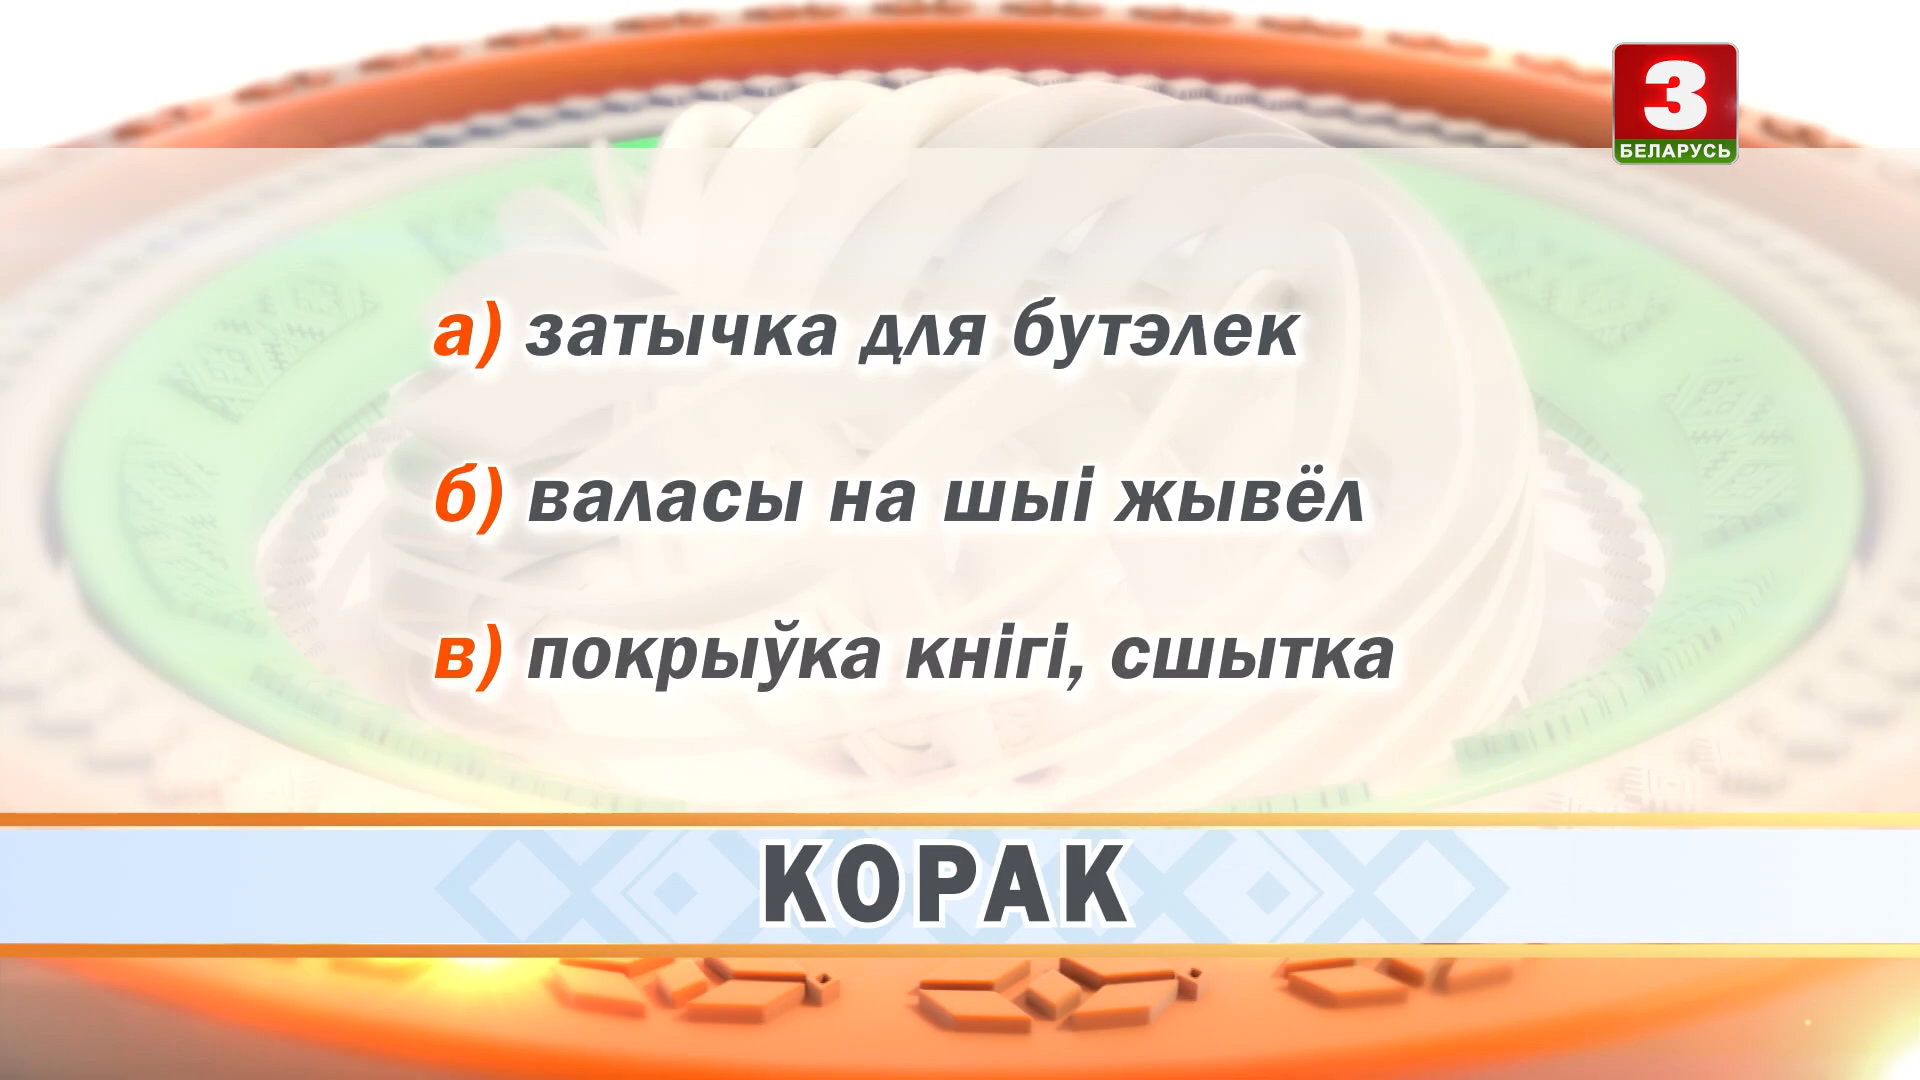 3
БЕЛАРУСЬ
а) затычка для бутэлек
б) валасы на шыі жывёл
в) покрыўка кнігі, сшытка
КОРАК